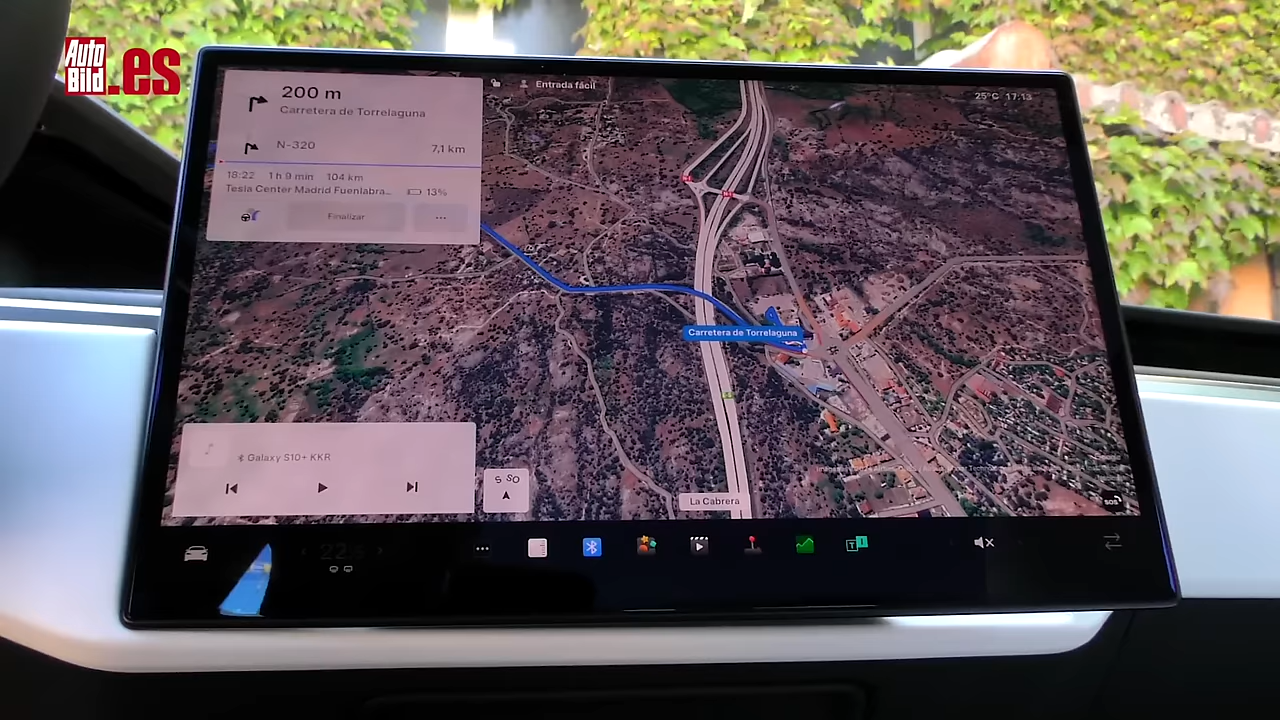 Auto
Bild
.es
200 m
Carretera de Torrelaguna
N-320 7,1 km
18:22 1 h 9 min 104 km
Tesla Center Madrid Fuenlabra... 13%
Finalizar
...
Entrada fácil
25°C 17:13
Carretera de Torrelaguna
Galaxy S10+ KKR
S SO
La Cabrera
SOS
22